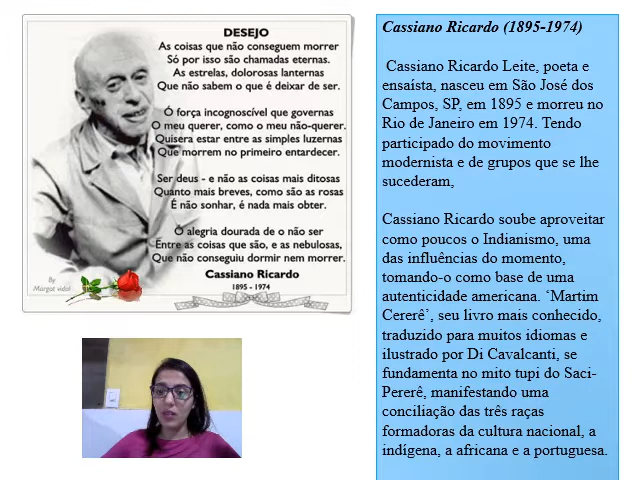 DESEJO
As coisas que não conseguem morrer
Só por isso são chamadas eternas.
As estrelas, dolorosas lanternas
Que não sabem o que é deixar de ser.
Ó força incognoscível que governas
O meu querer, como o meu não-querer.
Quisera estar entre as simples luzernas
Que morrem no primeiro entardecer.
Ser deus - e não as coisas mais ditosas
Quanto mais breves, como são as rosas
É não sonhar, é nada mais obter.
Ó alegria dourada de o não ser
Entre as coisas que são, e as nebulosas,
Que não conseguiu dormir nem morrer.
Cassiano Ricardo
1895 - 1974
By
Margot vidal
Cassiano Ricardo (1895-1974)
Cassiano Ricardo Leite, poeta e
ensaísta, nasceu em São José dos
Campos, SP, em 1895 e morreu no
Rio de Janeiro em 1974. Tendo
participado do movimento
modernista e de grupos que se lhe
sucederam,
Cassiano Ricardo soube aproveitar
como poucos o Indianismo, uma
das influências do momento,
tomando-o como base de uma
autenticidade americana. ‘Martim
Cererê’, seu livro mais conhecido,
traduzido para muitos idiomas e
ilustrado por Di Cavalcanti, se
fundamenta no mito tupi do Saci-
Pererê, manifestando uma
conciliação das três raças
formadoras da cultura nacional, a
indígena, a africana e a portuguesa.